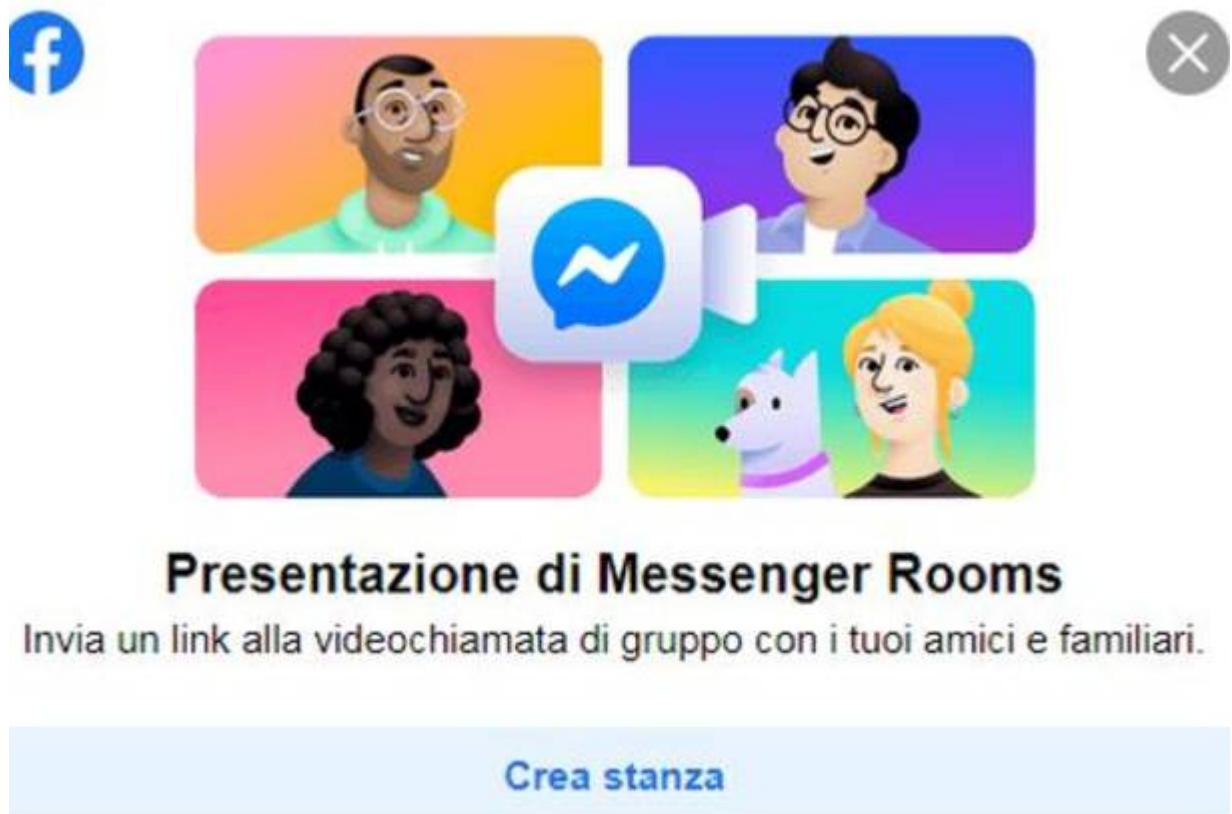 Presentazione di Messenger Rooms
Invia un link alla videochiamata di gruppo con i tuoi amici e familiari.
Crea stanza